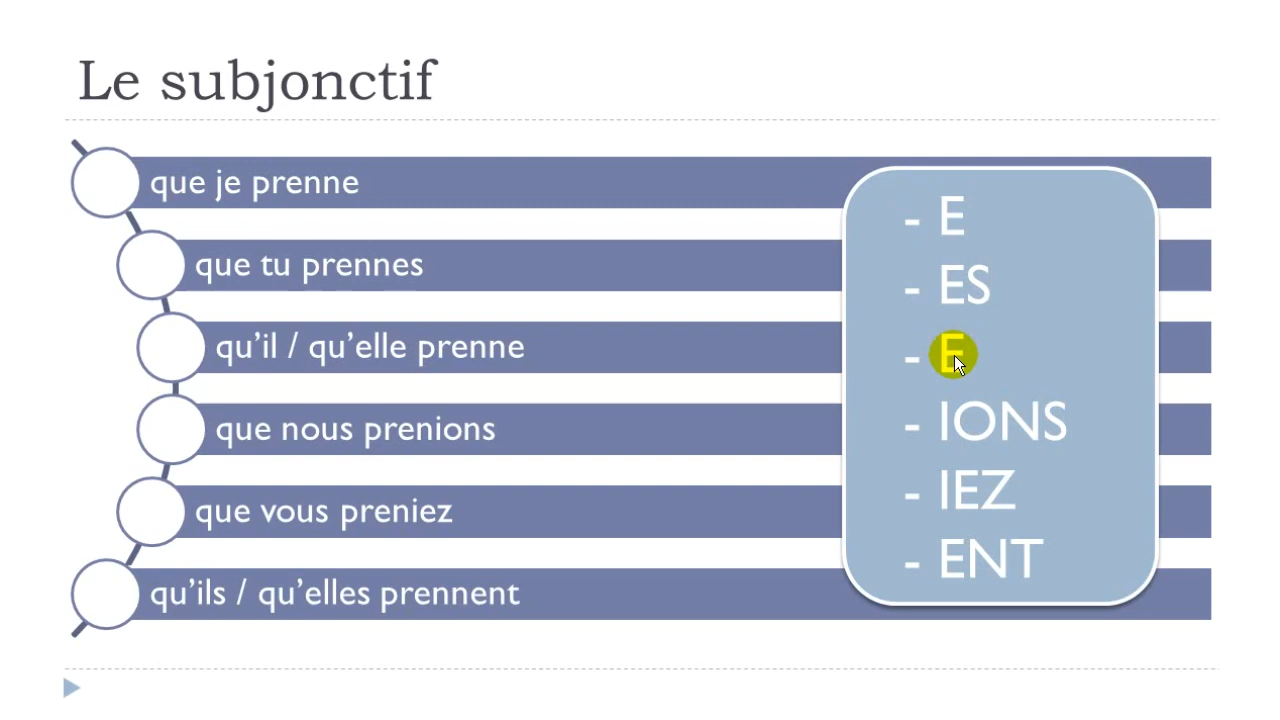 Le subjonctif
que je prenne
que tu prennes
qu’il / qu’elle prenne
que nous prenions
que vous preniez
qu’ils / qu’elles prennent
- E
- ES
- E
- IONS
- IEZ
- ENT